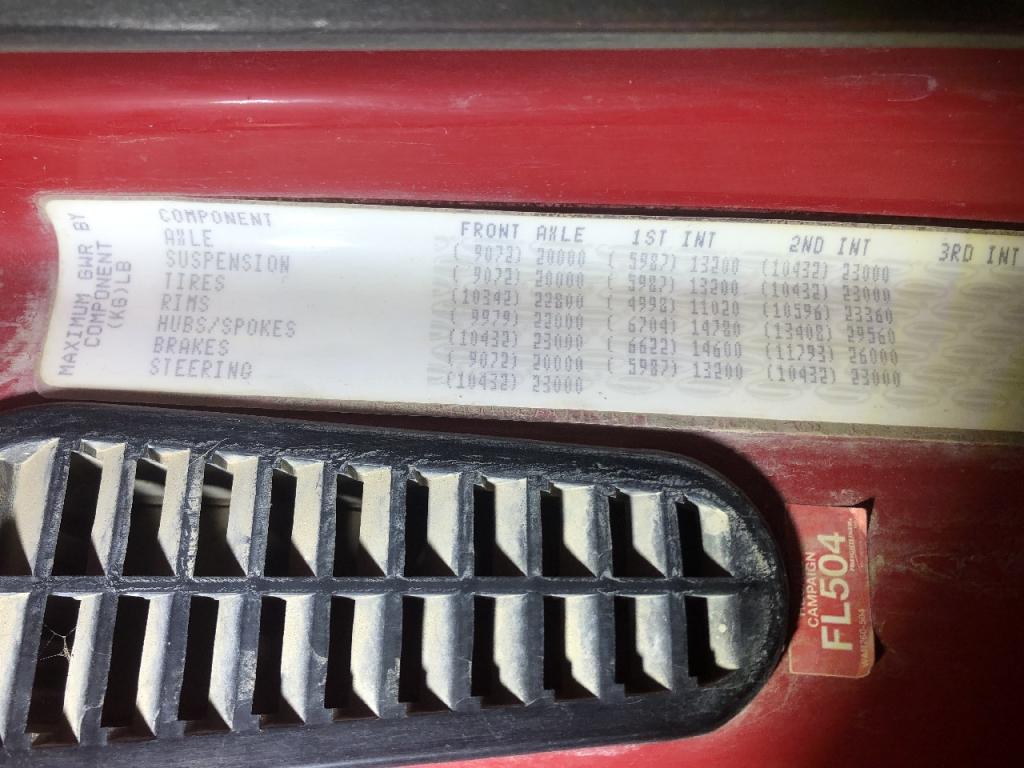 MAXIMUM GWR BY
COMPONENT
(KG)LB
COMPONENT FRONT AXLE 1ST INT 2ND INT 3RD INT
AXLE ( 9072) 20000 ( 5987) 13200 (10432) 23000
SUSPENSION ( 9072) 20000 ( 5987) 13200 (10432) 23000
TIRES (10342) 22800 ( 4998) 11020 (10596) 23360
RIMS ( 9979) 22000 ( 6704) 14780 (13408) 29560
HUBS/SPOKES (10432) 23000 ( 6622) 14600 (11793) 26000
BRAKES ( 9072) 20000 ( 5987) 13200 (10432) 23000
STEERING (10432) 23000
CAMPAIGN
FL504